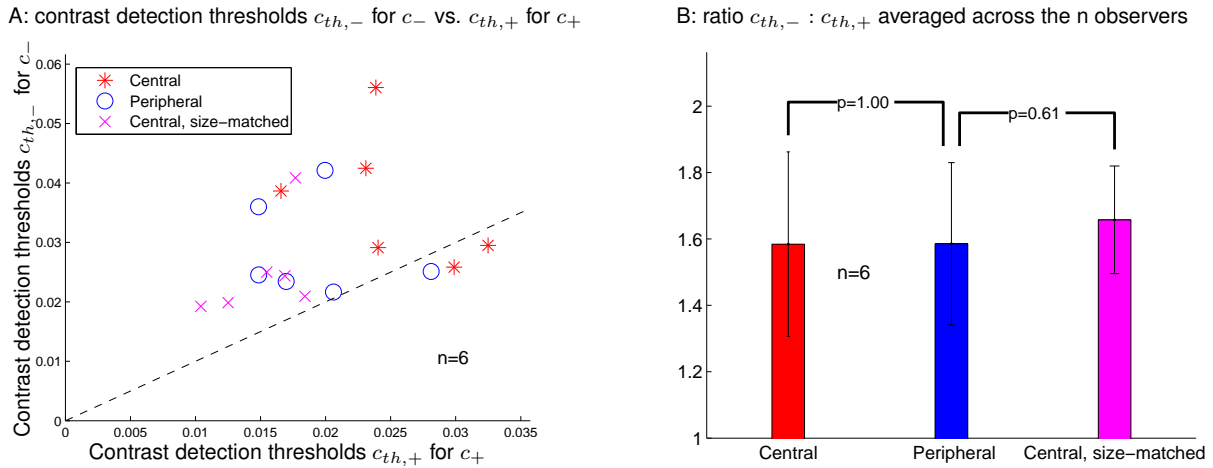 A: contrast detection thresholds c_{th,−} for c_− vs. c_{th,+} for c_+
Contrast detection thresholds c_{th,−} for c_−
0.06
0.05
0.04
0.03
0.02
0.01
0
Central
Peripheral
Central, size−matched
n=6
0
0.005
0.01
0.015
0.02
0.025
0.03
0.035
Contrast detection thresholds c_{th,+} for c_+
B: ratio c_{th,−} : c_{th,+} averaged across the n observers
2
1.8
1.6
1.4
1.2
1
p=1.00
p=0.61
n=6
Central
Peripheral
Central, size−matched